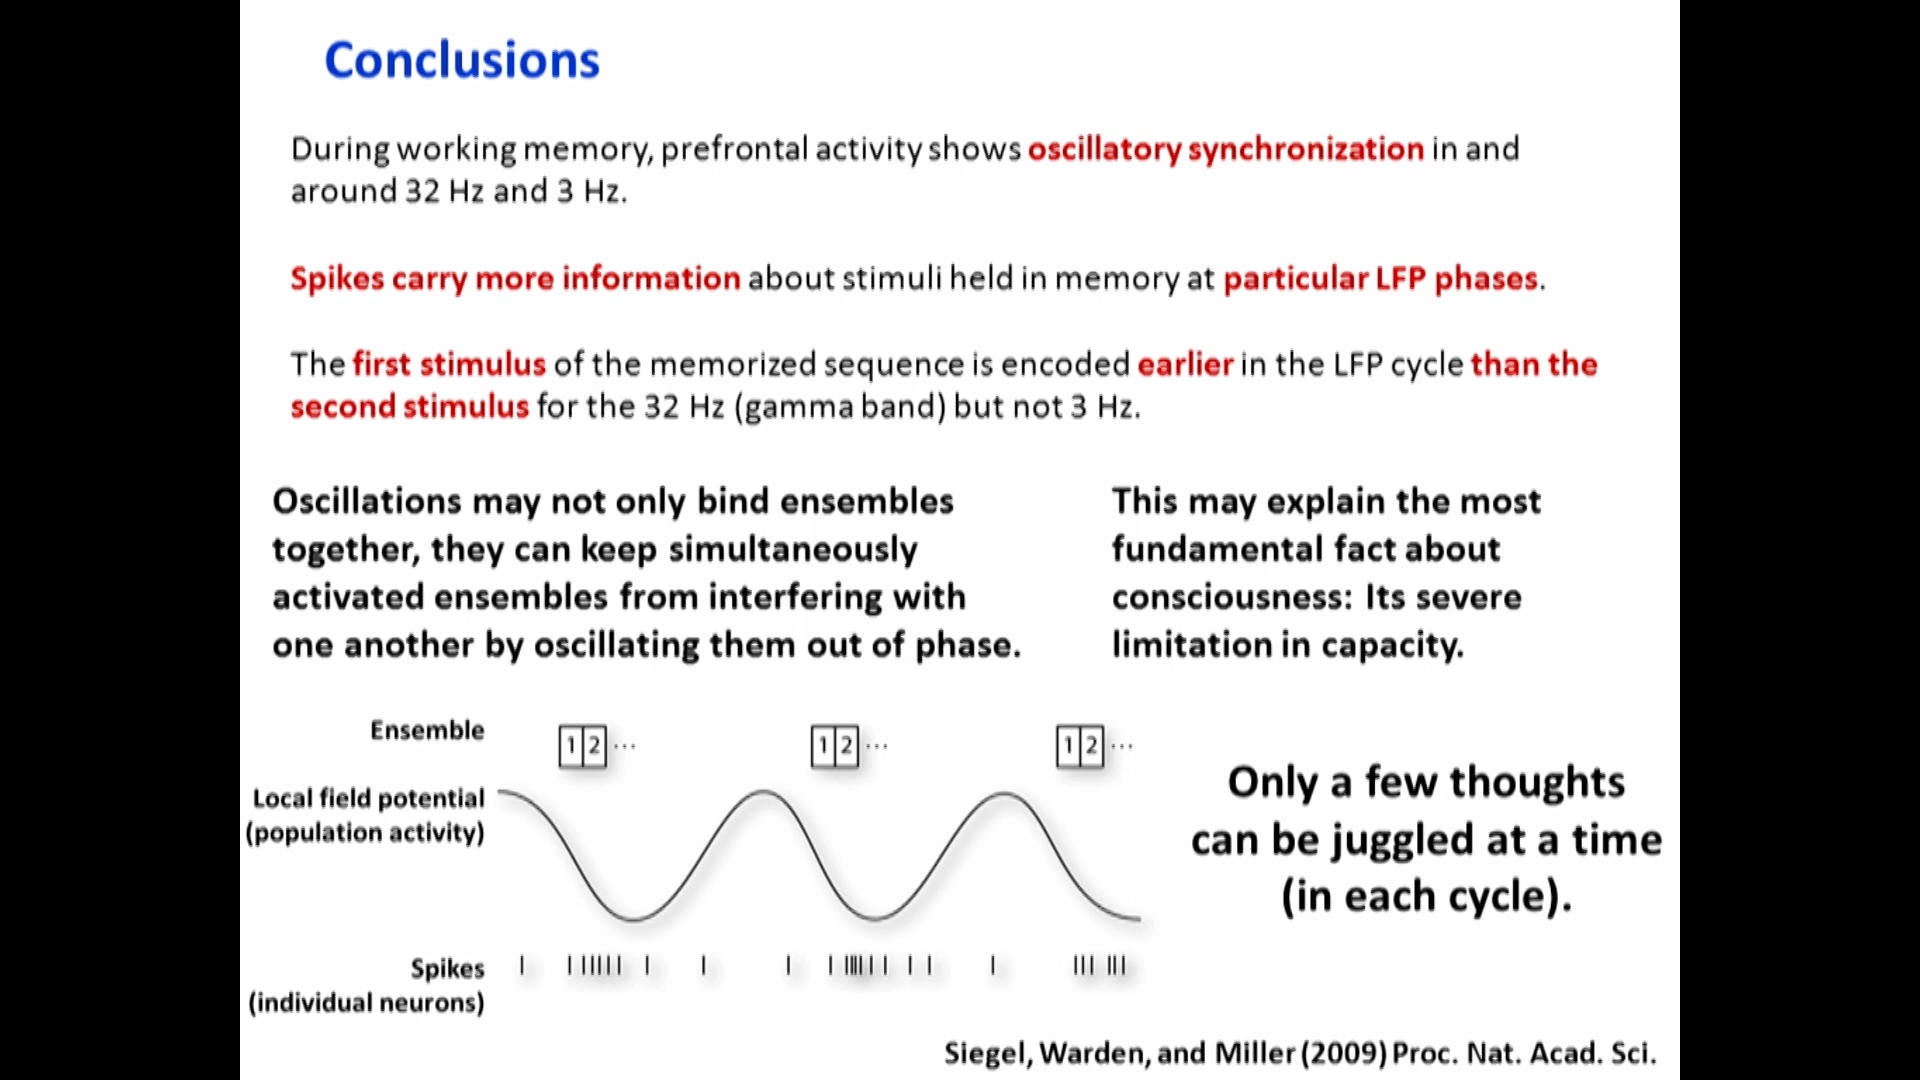 Conclusions
During working memory, prefrontal activity shows oscillatory synchronization in and
around 32 Hz and 3 Hz.
Spikes carry more information about stimuli held in memory at particular LFP phases.
The first stimulus of the memorized sequence is encoded earlier in the LFP cycle than the
second stimulus for the 32 Hz (gamma band) but not 3 Hz.
Oscillations may not only bind ensembles
together, they can keep simultaneously
activated ensembles from interfering with
one another by oscillating them out of phase.
This may explain the most
fundamental fact about
consciousness: Its severe
limitation in capacity.
Ensemble
1 2 ...
1 2 ...
1 2 ...
Local field potential
(population activity)
Only a few thoughts
can be juggled at a time
(in each cycle).
Spikes
(individual neurons)
Siegel, Warden, and Miller (2009) Proc. Nat. Acad. Sci.